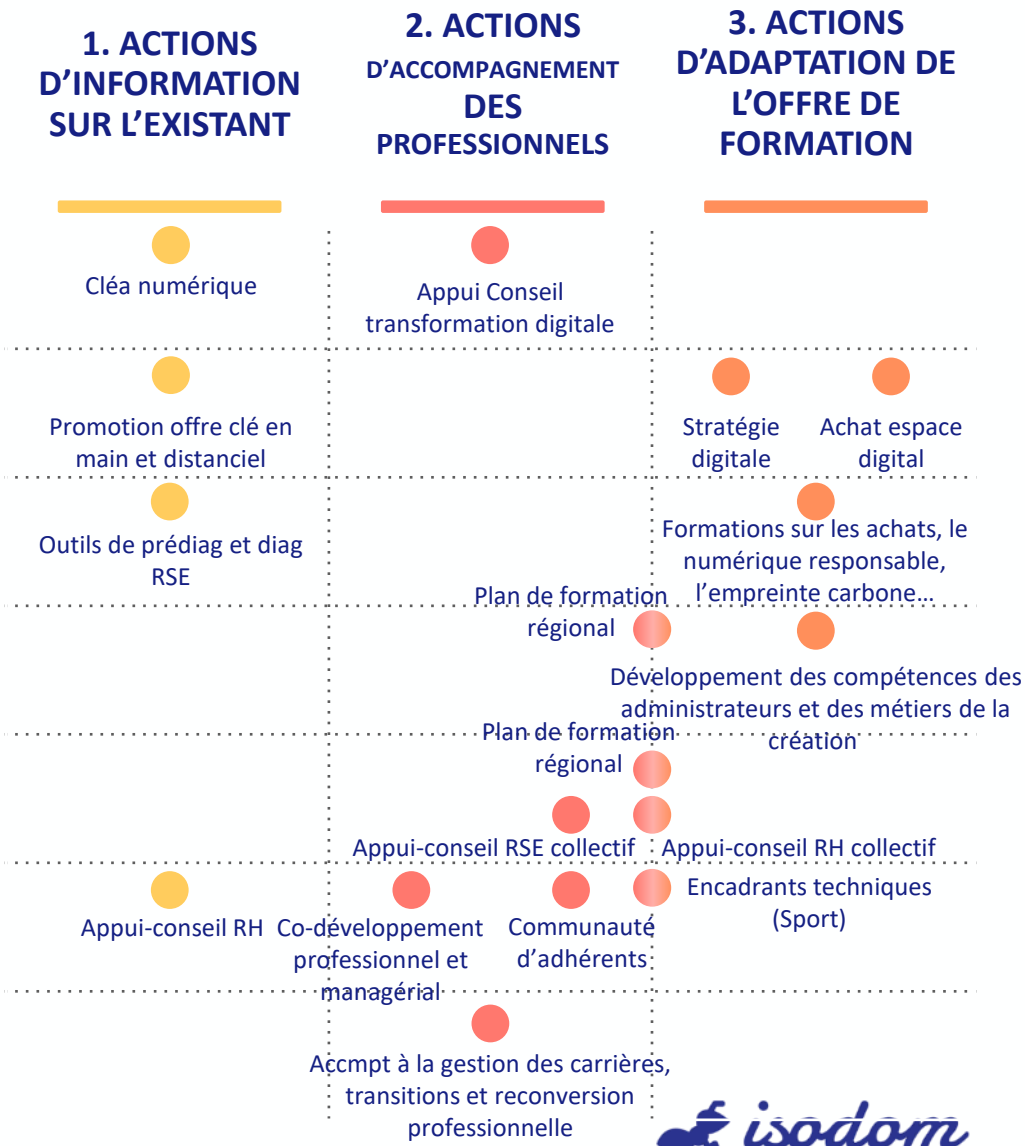 1. ACTIONS
D'INFORMATION
SUR L'EXISTANT
2. ACTIONS
D'ACCOMPAGNEMENT
DES
PROFESSIONNELS
3. ACTIONS
D'ADAPTATION DE
L'OFFRE DE
FORMATION
Cléa numérique
Appui Conseil
transformation digitale
Promotion offre clé en
main et distanciel
Stratégie
digitale
Achat espace
digital
Outils de prédiag et diag
RSE
Formations sur les achats, le
numérique responsable,
l'empreinte carbone…
Plan de formation
régional
Développement des compétences des
administrateurs et des métiers de la
création
Plan de formation
régional
Appui-conseil RSE collectif
Appui-conseil RH collectif
Appui-conseil RH
Co-développement
professionnel et
managérial
Communauté
d'adhérents
Encadrants techniques
(Sport)
Accmpt à la gestion des carrières,
transitions et reconversion
professionnelle
isodom